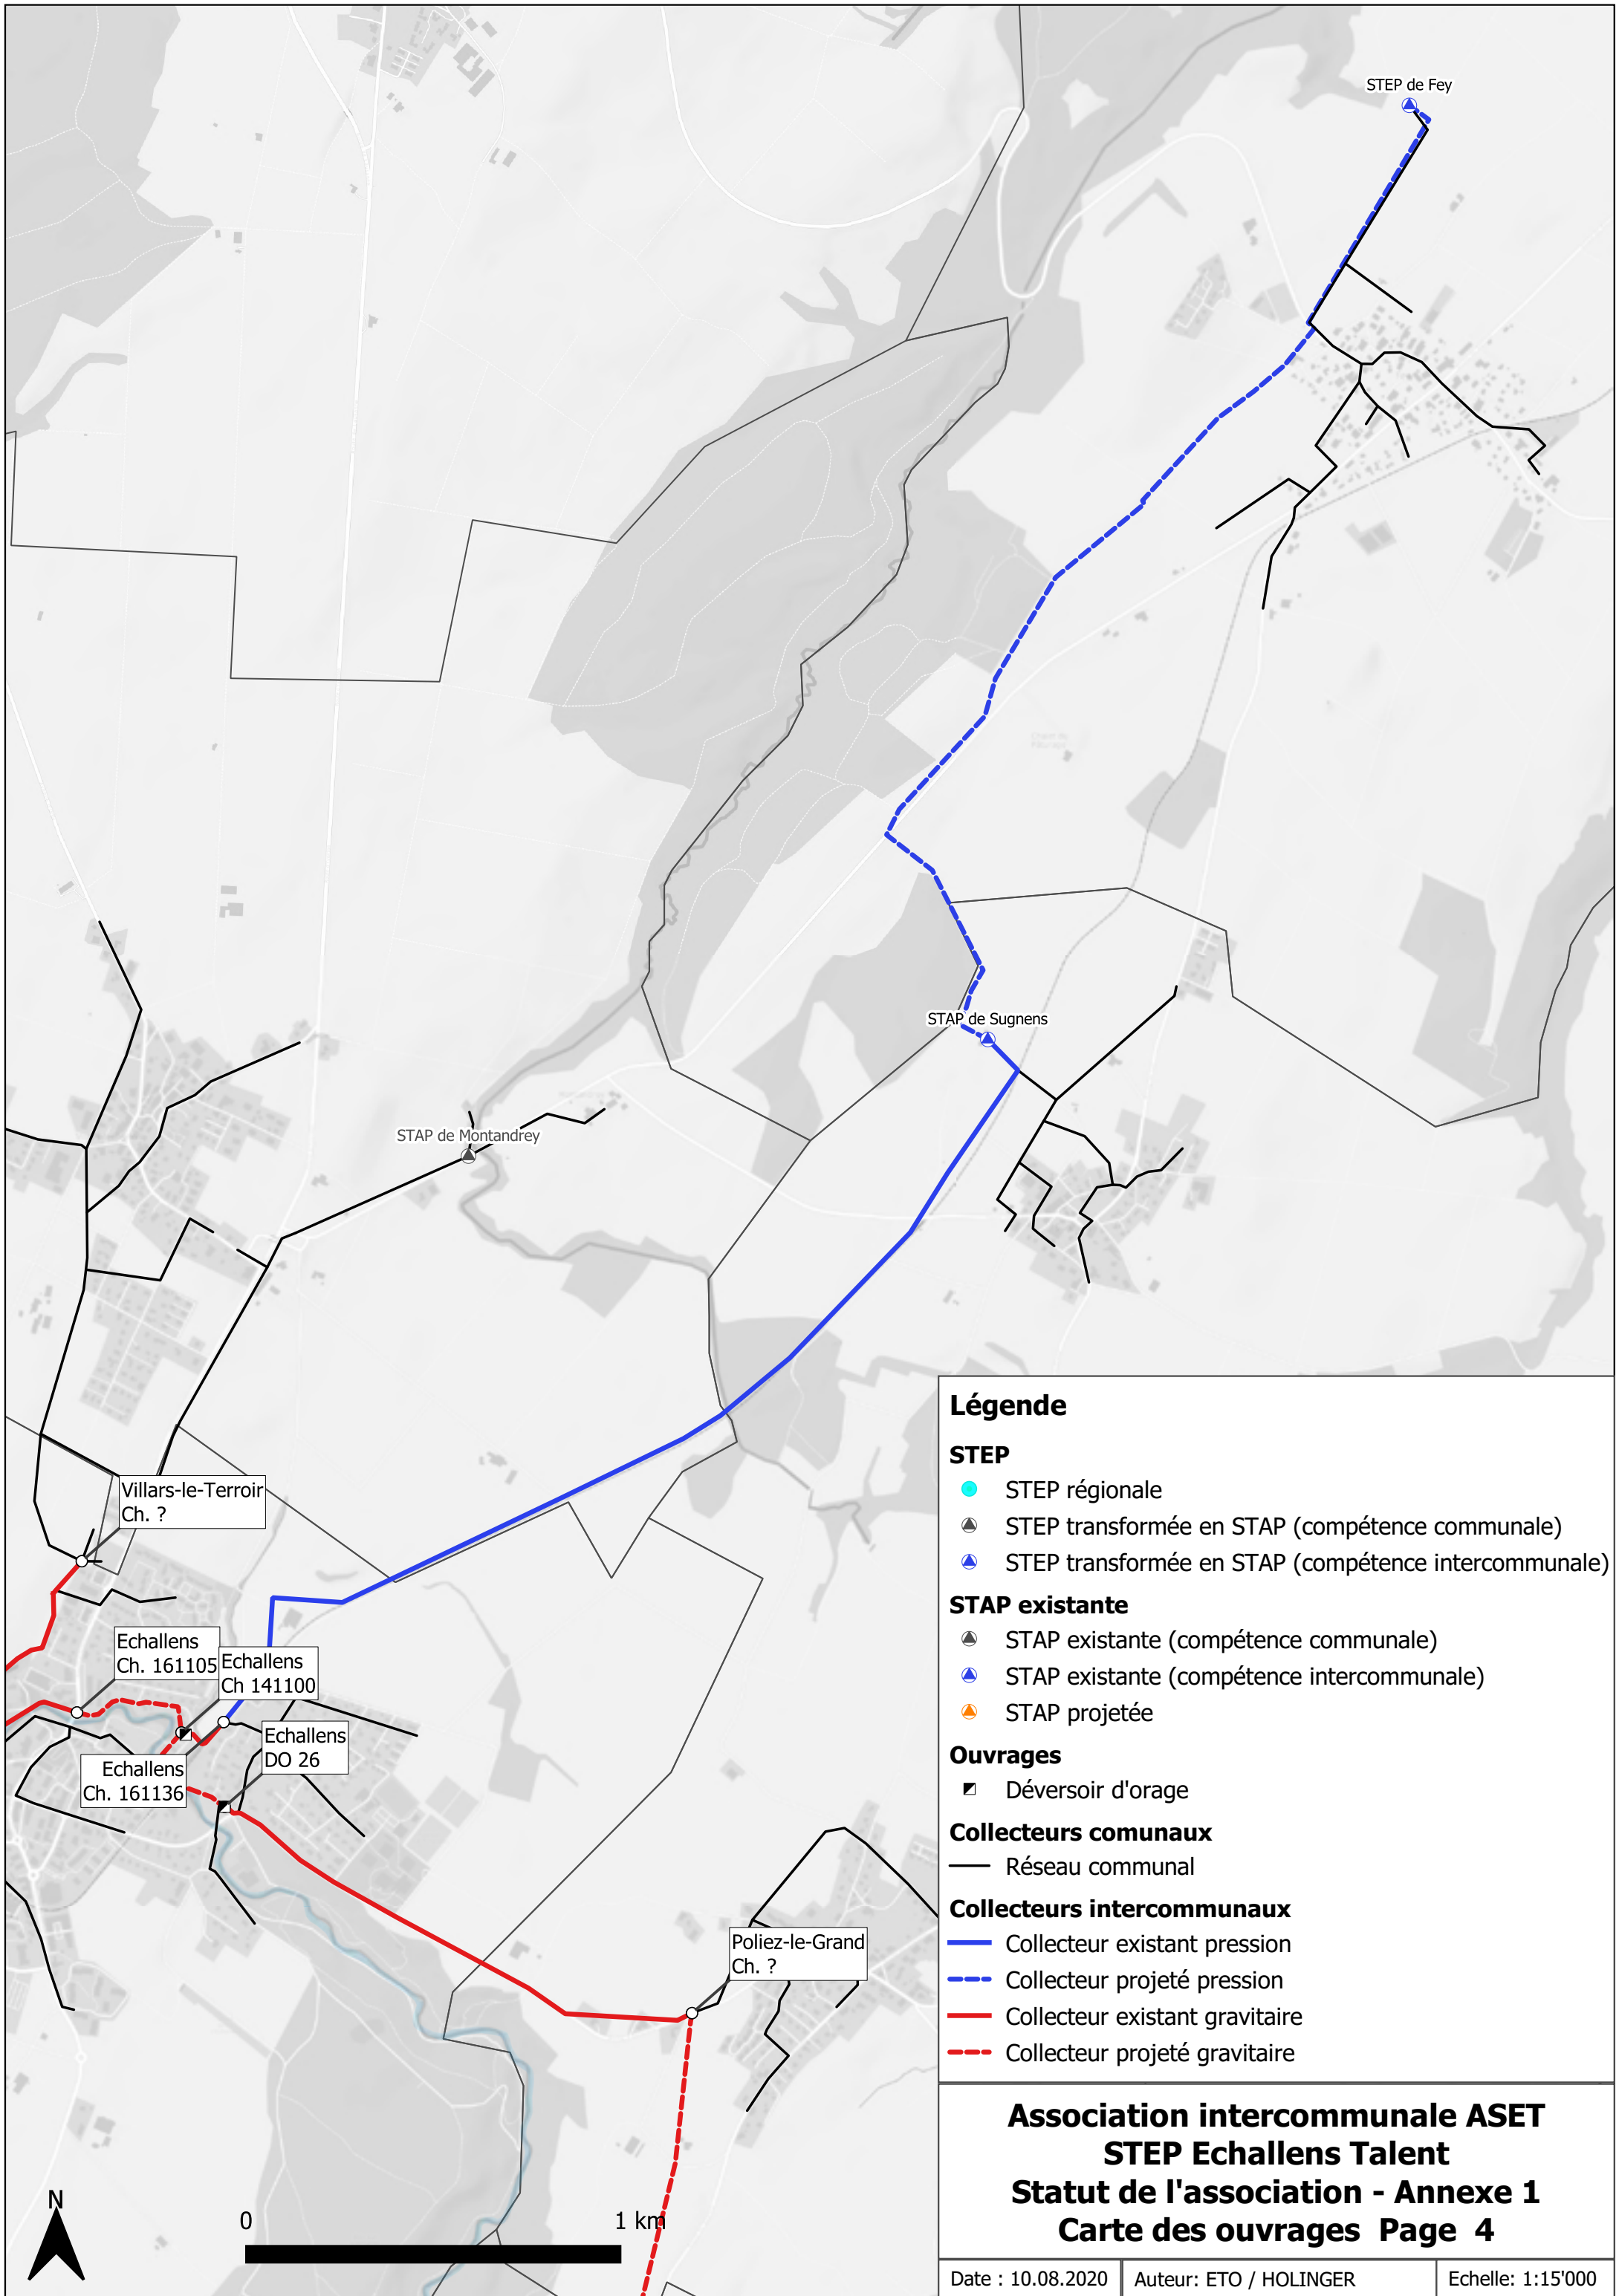 STEP de Fey
STAP de Sugnens
STAP de Montandrey
Villars-le-Terroir
Ch. ?
Echallens
Ch. 161105
Echallens
Ch 141100
Echallens
DO 26
Echallens
Ch. 161136
Poliez-le-Grand
Ch. ?
N
0
1 km
Légende
STEP
STEP régionale
STEP transformée en STAP (compétence communale)
STEP transformée en STAP (compétence intercommunale)
STAP existante
STAP existante (compétence communale)
STAP existante (compétence intercommunale)
STAP projetée
Ouvrages
Déversoir d'orage
Collecteurs comunaux
Réseau communal
Collecteurs intercommunaux
Collecteur existant pression
Collecteur projeté pression
Collecteur existant gravitaire
Collecteur projeté gravitaire
Association intercommunale ASET
STEP Echallens Talent
Statut de l'association - Annexe 1
Carte des ouvrages Page 4
Date : 10.08.2020
Auteur: ETO / HOLINGER
Echelle: 1:15'000